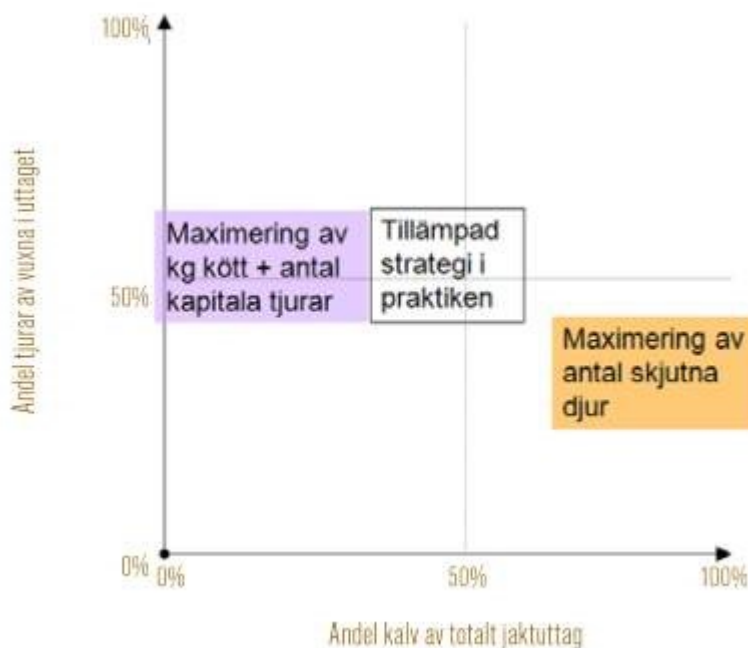 100%
Andel tjurar av vuxna i uttaget
Maximering av
kg kött + antal
kapitala tjurar
Tillämpad
strategi i
praktiken
50%
Maximering av
antal skjutna
djur
0%
0%
50%
100%
Andel kalv av totalt jaktuttag